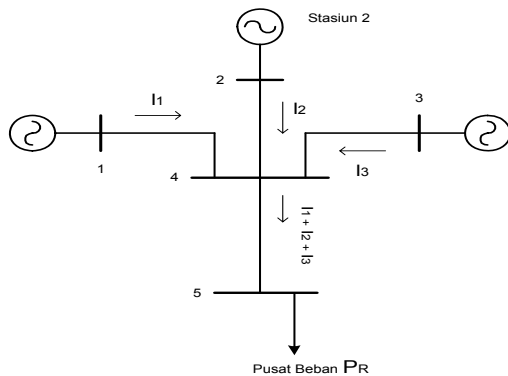 Stasiun 2
2
I1
I2
3
1
4
I3
I1 + I2 + I3
5
Pusat Beban PR